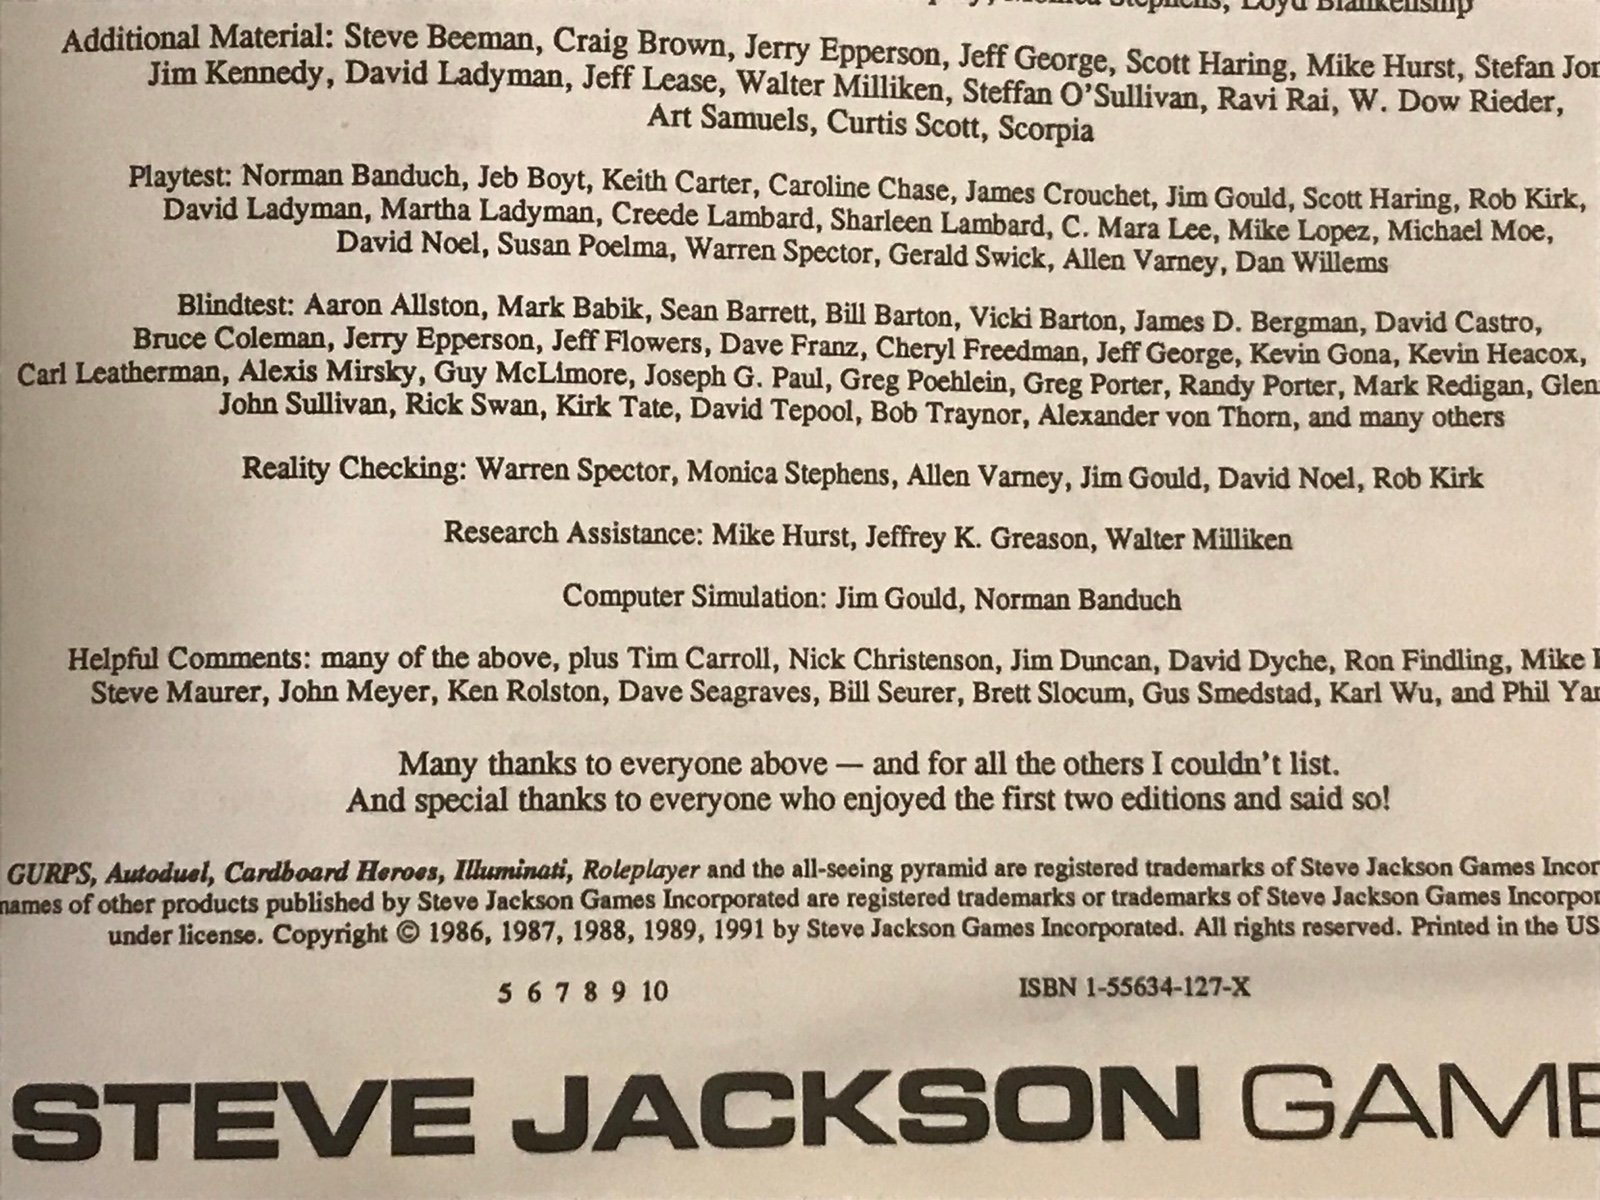 Stephens, Loyd Blankenship
Additional Material: Steve Beeman, Craig Brown, Jerry Epperson, Jeff George, Scott Haring, Mike Hurst, Stefan
Jim Kennedy, David Ladyman, Jeff Lease, Walter Milliken, Steffan O'Sullivan, Ravi Rai, W. Dow Rieder,
Art Samuels, Curtis Scott, Scorpia
Playtest: Norman Banduch, Jeb Boyt, Keith Carter, Caroline Chase, James Crouchet, Jim Gould, Scott Haring, Rob Kirk,
David Ladyman, Martha Ladyman, Creede Lambard, Sharleen Lambard, C. Mara Lee, Mike Lopez, Michael Moe,
David Noel, Susan Poelma, Warren Spector, Gerald Swick, Allen Varney, Dan Willems
Blindtest: Aaron Allston, Mark Babik, Sean Barrett, Bill Barton, Vicki Barton, James D. Bergman, David Castro,
Bruce Coleman, Jerry Epperson, Jeff Flowers, Dave Franz, Cheryl Freedman, Jeff George, Kevin Gona, Kevin Heacox,
Carl Leatherman, Alexis Mirsky, Guy McLimore, Joseph G. Paul, Greg Poehlein, Greg Porter, Randy Porter, Mark Redigan, Glen
John Sullivan, Rick Swan, Kirk Tate, David Tepool, Bob Traynor, Alexander von Thorn, and many others
Reality Checking: Warren Spector, Monica Stephens, Allen Varney, Jim Gould, David Noel, Rob Kirk
Research Assistance: Mike Hurst, Jeffrey K. Greason, Walter Milliken
Computer Simulation: Jim Gould, Norman Banduch
Helpful Comments: many of the above, plus Tim Carroll, Nick Christenson, Jim Duncan, David Dyche, Ron Findling, Mike
Steve Maurer, John Meyer, Ken Rolston, Dave Seagraves, Bill Seurer, Brett Slocum, Gus Smedstad, Karl Wu, and Phil
Many thanks to everyone above — and for all the others I couldn't list.
And special thanks to everyone who enjoyed the first two editions and said so!
GURPS, Autoduel, Cardboard Heroes, Illuminati, Roleplayer and the all-seeing pyramid are registered trademarks of Steve Jackson Games Incor
names of other products published by Steve Jackson Games Incorporated are registered trademarks or trademarks of Steve Jackson Games Incorpor
under license. Copyright © 1986, 1987, 1988, 1989, 1991 by Steve Jackson Games Incorporated. All rights reserved. Printed in the US
5 6 7 8 9 10 ISBN 1-55634-127-X
STEVE JACKSON GAME